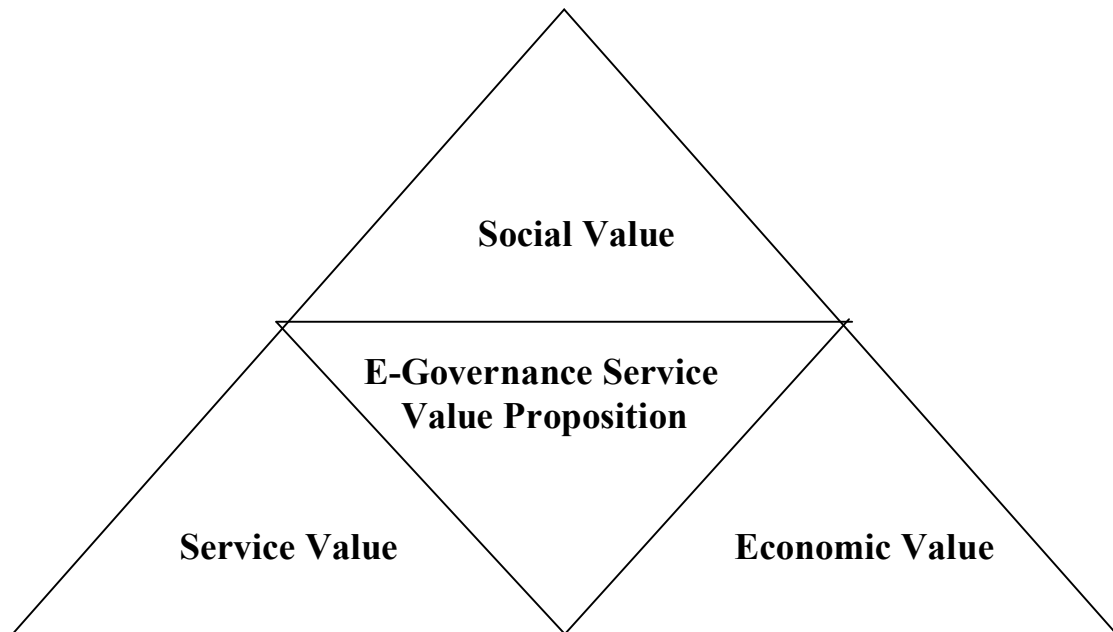 Social Value
E-Governance Service
Value Proposition
Service Value
Economic Value